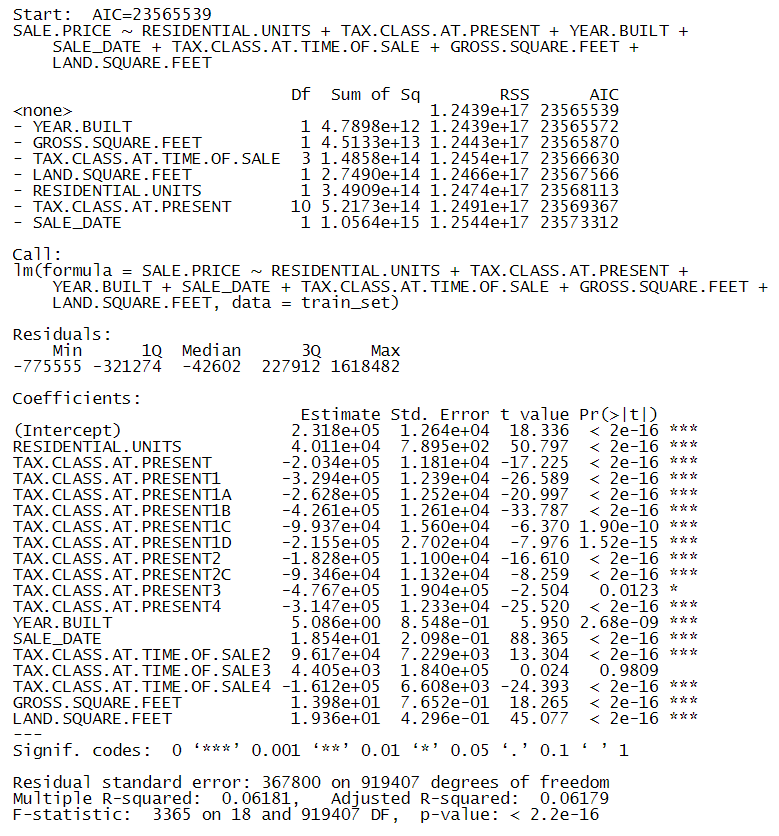 Start:  AIC=23565539
SALE.PRICE ~ RESIDENTIAL.UNITS + TAX.CLASS.AT.PRESENT + YEAR.BUILT +
    SALE_DATE + TAX.CLASS.AT.TIME.OF.SALE + GROSS.SQUARE.FEET +
    LAND.SQUARE.FEET

                            Df  Sum of Sq        RSS      AIC
<none>                                    1.2439e+17 23565539
- YEAR.BUILT                 1 4.7898e+12 1.2439e+17 23565572
- GROSS.SQUARE.FEET          1 4.5133e+13 1.2443e+17 23565870
- TAX.CLASS.AT.TIME.OF.SALE  3 1.4858e+14 1.2454e+17 23566630
- LAND.SQUARE.FEET           1 2.7490e+14 1.2466e+17 23567566
- RESIDENTIAL.UNITS          1 3.4909e+14 1.2474e+17 23568113
- TAX.CLASS.AT.PRESENT      10 5.2173e+14 1.2491e+17 23569367
- SALE_DATE                  1 1.0564e+15 1.2544e+17 23573312

Call:
lm(formula = SALE.PRICE ~ RESIDENTIAL.UNITS + TAX.CLASS.AT.PRESENT +
    YEAR.BUILT + SALE_DATE + TAX.CLASS.AT.TIME.OF.SALE + GROSS.SQUARE.FEET +
    LAND.SQUARE.FEET, data = train_set)

Residuals:
    Min      1Q  Median      3Q     Max
-775555 -321274  -42602  227912 1618482

Coefficients:
                             Estimate Std. Error t value Pr(>|t|)
(Intercept)                 2.318e+05  1.264e+04  18.336  < 2e-16 ***
RESIDENTIAL.UNITS           4.011e+04  7.895e+02  50.797  < 2e-16 ***
TAX.CLASS.AT.PRESENT       -2.034e+05  1.181e+04 -17.225  < 2e-16 ***
TAX.CLASS.AT.PRESENT1      -3.294e+05  1.239e+04 -26.589  < 2e-16 ***
TAX.CLASS.AT.PRESENT1A     -2.628e+05  1.252e+04 -20.997  < 2e-16 ***
TAX.CLASS.AT.PRESENT1B     -4.261e+05  1.261e+04 -33.787  < 2e-16 ***
TAX.CLASS.AT.PRESENT1C     -9.937e+04  1.560e+04  -6.370 1.90e-10 ***
TAX.CLASS.AT.PRESENT1D     -2.155e+05  2.702e+04  -7.976 1.52e-15 ***
TAX.CLASS.AT.PRESENT2      -1.828e+05  1.100e+04 -16.610  < 2e-16 ***
TAX.CLASS.AT.PRESENT2C     -9.346e+04  1.132e+04  -8.259  < 2e-16 ***
TAX.CLASS.AT.PRESENT3      -4.767e+05  1.904e+05  -2.504   0.0123 *
TAX.CLASS.AT.PRESENT4      -3.147e+05  1.233e+04 -25.520  < 2e-16 ***
YEAR.BUILT                  5.086e+00  8.548e-01   5.950 2.68e-09 ***
SALE_DATE                   1.854e+01  2.098e-01  88.365  < 2e-16 ***
TAX.CLASS.AT.TIME.OF.SALE2  9.617e+04  7.229e+03  13.304  < 2e-16 ***
TAX.CLASS.AT.TIME.OF.SALE3  4.405e+03  1.840e+05   0.024   0.9809
TAX.CLASS.AT.TIME.OF.SALE4 -1.612e+05  6.608e+03 -24.393  < 2e-16 ***
GROSS.SQUARE.FEET           1.398e+01  7.652e-01  18.265  < 2e-16 ***
LAND.SQUARE.FEET            1.936e+01  4.296e-01  45.077  < 2e-16 ***
---
Signif. codes:  0 ‘***’ 0.001 ‘**’ 0.01 ‘*’ 0.05 ‘.’ 0.1 ‘ ’ 1

Residual standard error: 367800 on 919407 degrees of freedom
Multiple R-squared:  0.06181,   Adjusted R-squared:  0.06179
F-statistic:  3365 on 18 and 919407 DF,  p-value: < 2.2e-16